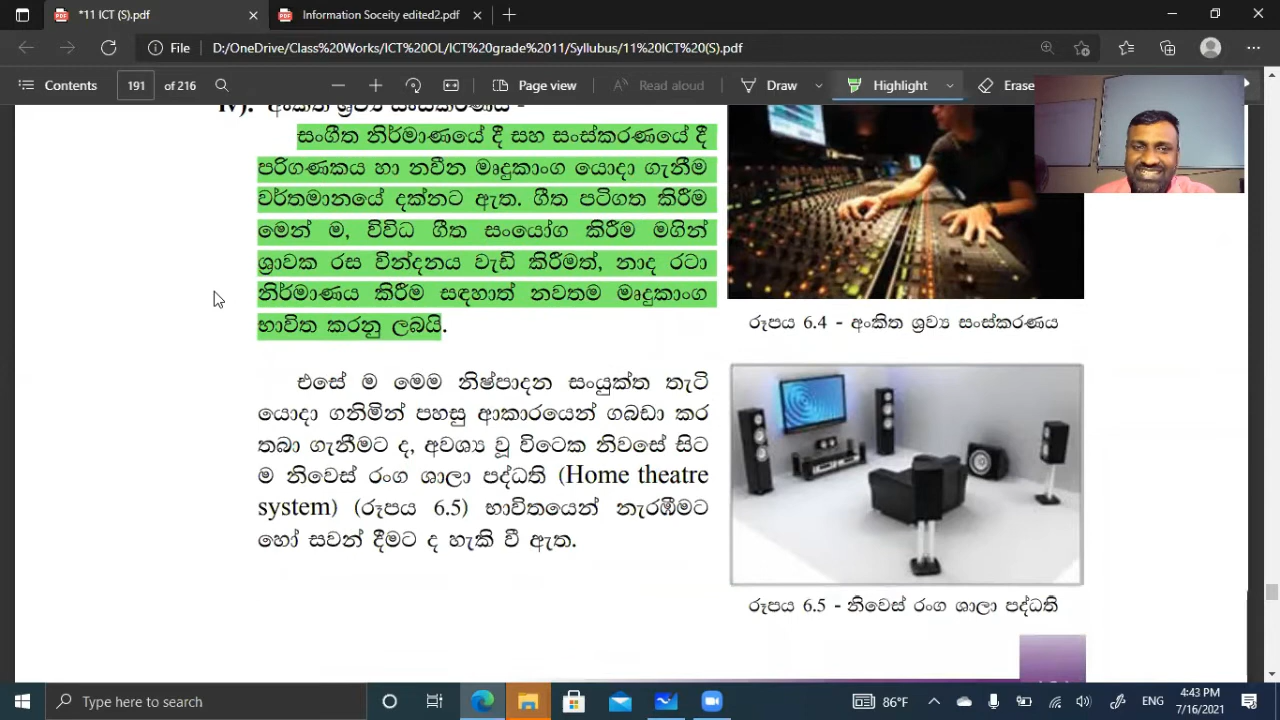 *11 ICT (S).pdf
Information Soceity edited2.pdf
File
D:/OneDrive/Class%20Works/ICT%20OL/ICT%20grade%2011/Syllubus/11%20ICT%20(S).pdf
Contents
191
of 216
Page view
Read aloud
Draw
Highlight
Erase
iv). අංකිත ශ්‍රව්‍ය සංස්කරණය -
සංගීත නිර්මාණයේ දී සහ සංස්කරණයේ දී
පරිගණකය හා නවීන මෘදුකාංග යොදා ගැනීම
වර්තමානයේ දක්නට ඇත. ගීත පටිගත කිරීම
මෙන් ම, විවිධ ගීත සංයෝග කිරීම මගින්
ශ්‍රාවක රස වින්දනය වැඩි කිරීමත්, නාද රටා
නිර්මාණය කිරීම සඳහාත් නවතම මෘදුකාංග
භාවිත කරනු ලබයි.
රූපය 6.4 - අංකිත ශ්‍රව්‍ය සංස්කරණය
එසේ ම මෙම නිෂ්පාදන සංයුක්ත තැටි
යොදා ගනිමින් පහසු ආකාරයෙන් ගබඩා කර
තබා ගැනීමට ද, අවශ්‍ය වූ විටෙක නිවසේ සිට
ම නිවෙස් රංග ශාලා පද්ධති (Home theatre
system) (රූපය 6.5) භාවිතයෙන් නැරඹීමට
හෝ සවන් දීමට ද හැකි වී ඇත.
රූපය 6.5 - නිවෙස් රංග ශාලා පද්ධති
Type here to search
86°F
ENG
4:43 PM
7/16/2021